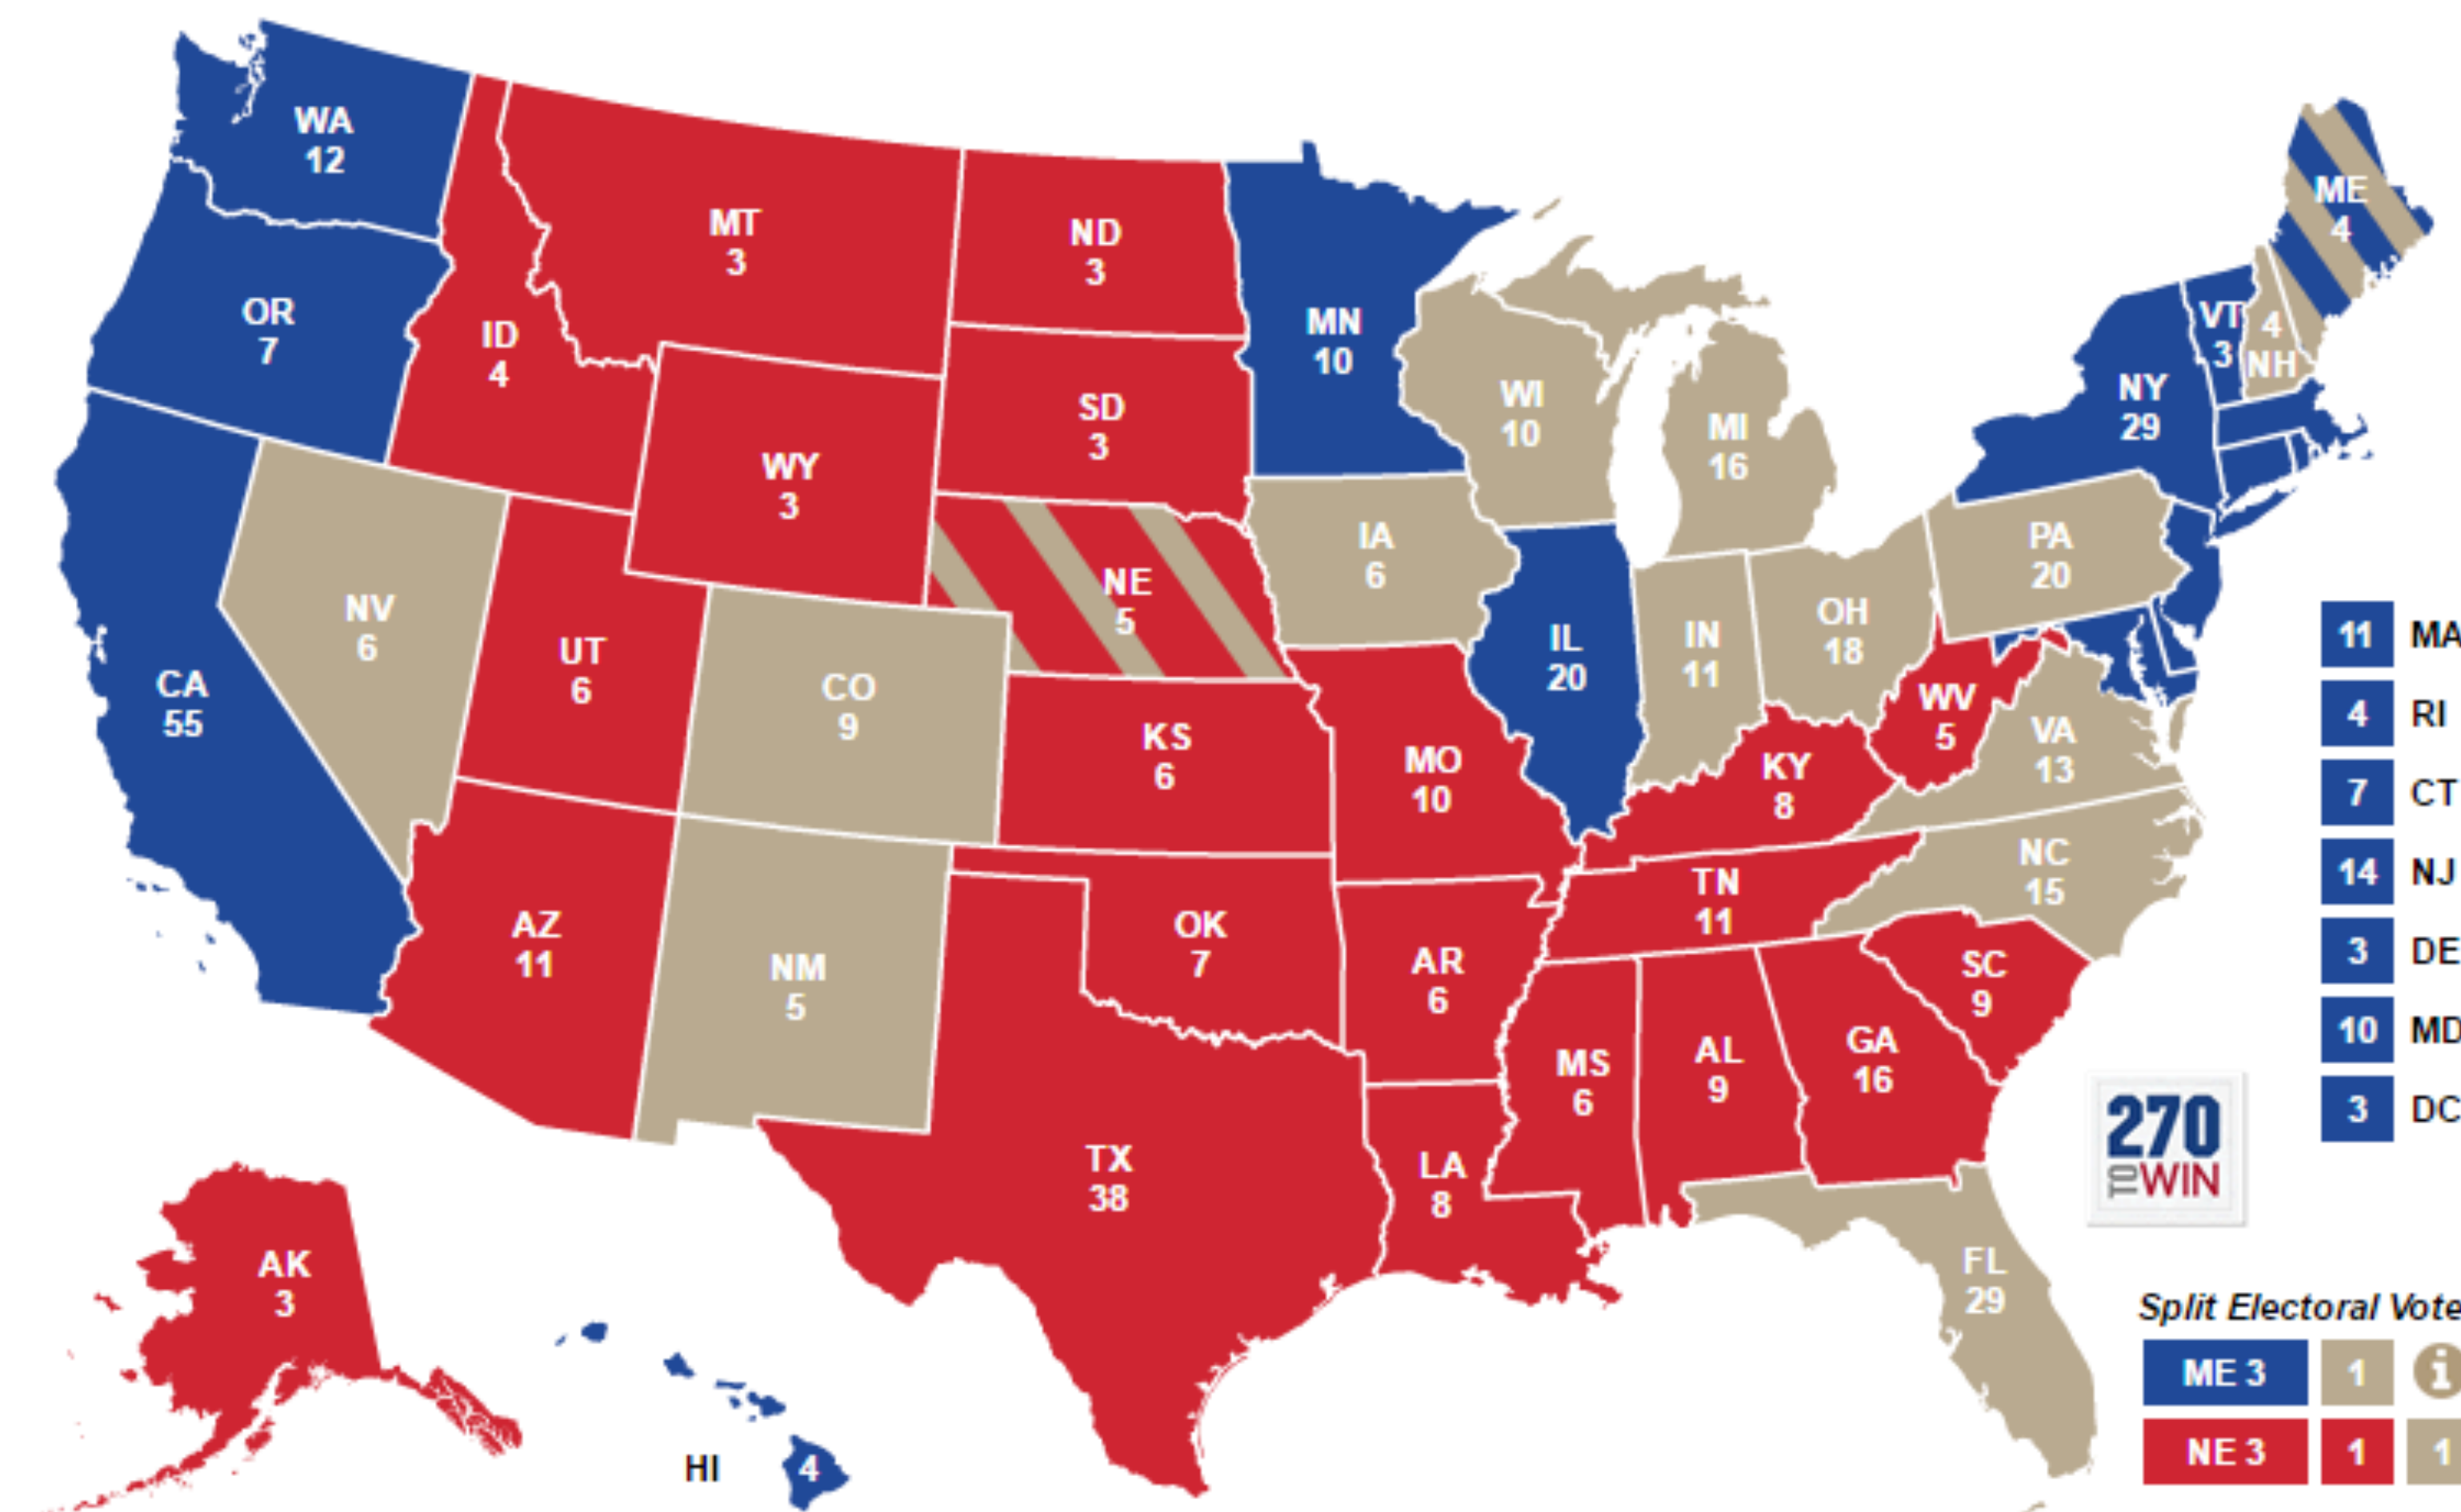 WA
12
OR
7
CA
55
NV
6
ID
4
MT
3
WY
3
UT
6
AZ
11
CO
9
NM
5
ND
3
SD
3
NE
5
KS
6
OK
7
TX
38
MN
10
IA
6
MO
10
AR
6
LA
8
WI
10
IL
20
MI
16
IN
11
OH
18
KY
8
TN
11
MS
6
AL
9
GA
16
SC
9
NC
15
VA
13
WV
5
PA
20
NY
29
VT
3
4
NH
ME
4
FL
29
AK
3
HI 4
11 MA
4 RI
7 CT
14 NJ
3 DE
10 MD
3 DC
270
TO WIN
Split Electoral Vote
ME 3 1 i
NE 3 1 1